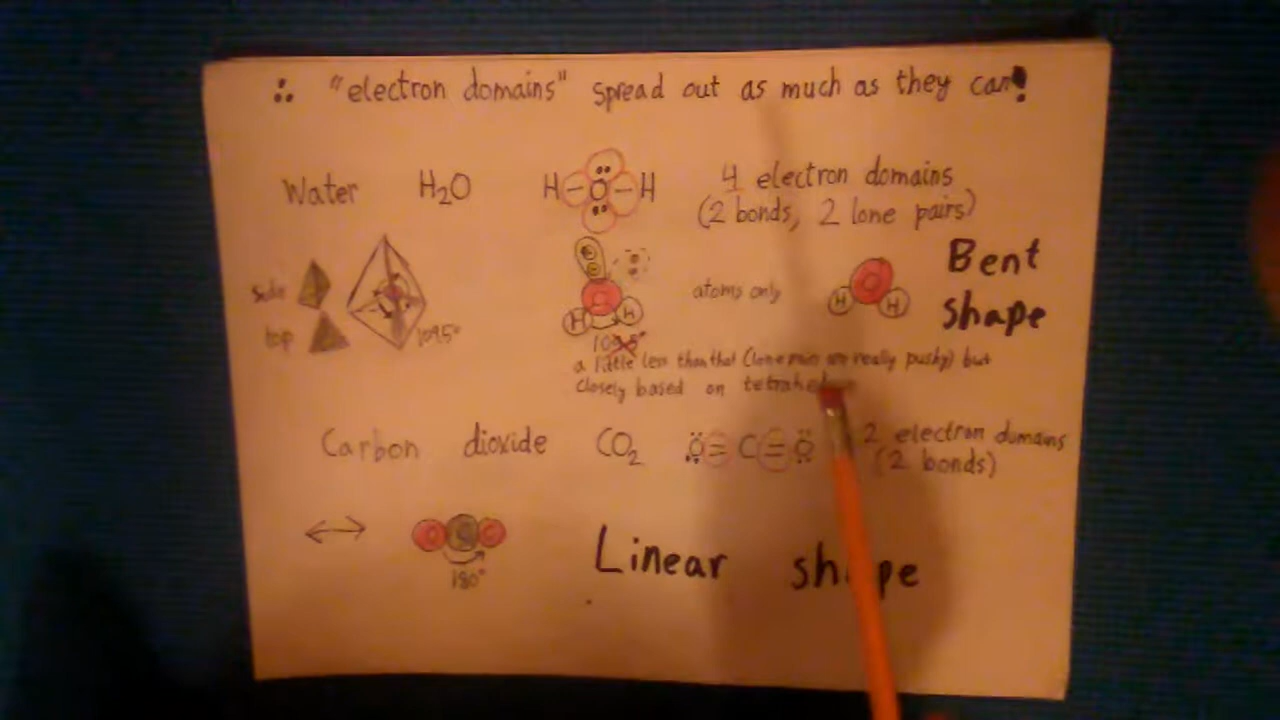 ∴ "electron domains" spread out as much as they can!
Water H₂O H–O–H 4 electron domains
(2 bonds, 2 lone pairs)
Bent
shape
side
top
109.5°
H H
atoms only
O
H H
a little less than that (lone pairs are really pushy) but
closely based on
Carbon dioxide CO₂ O=C=O 2 electron domains
(2 bonds)
180°
Linear shape